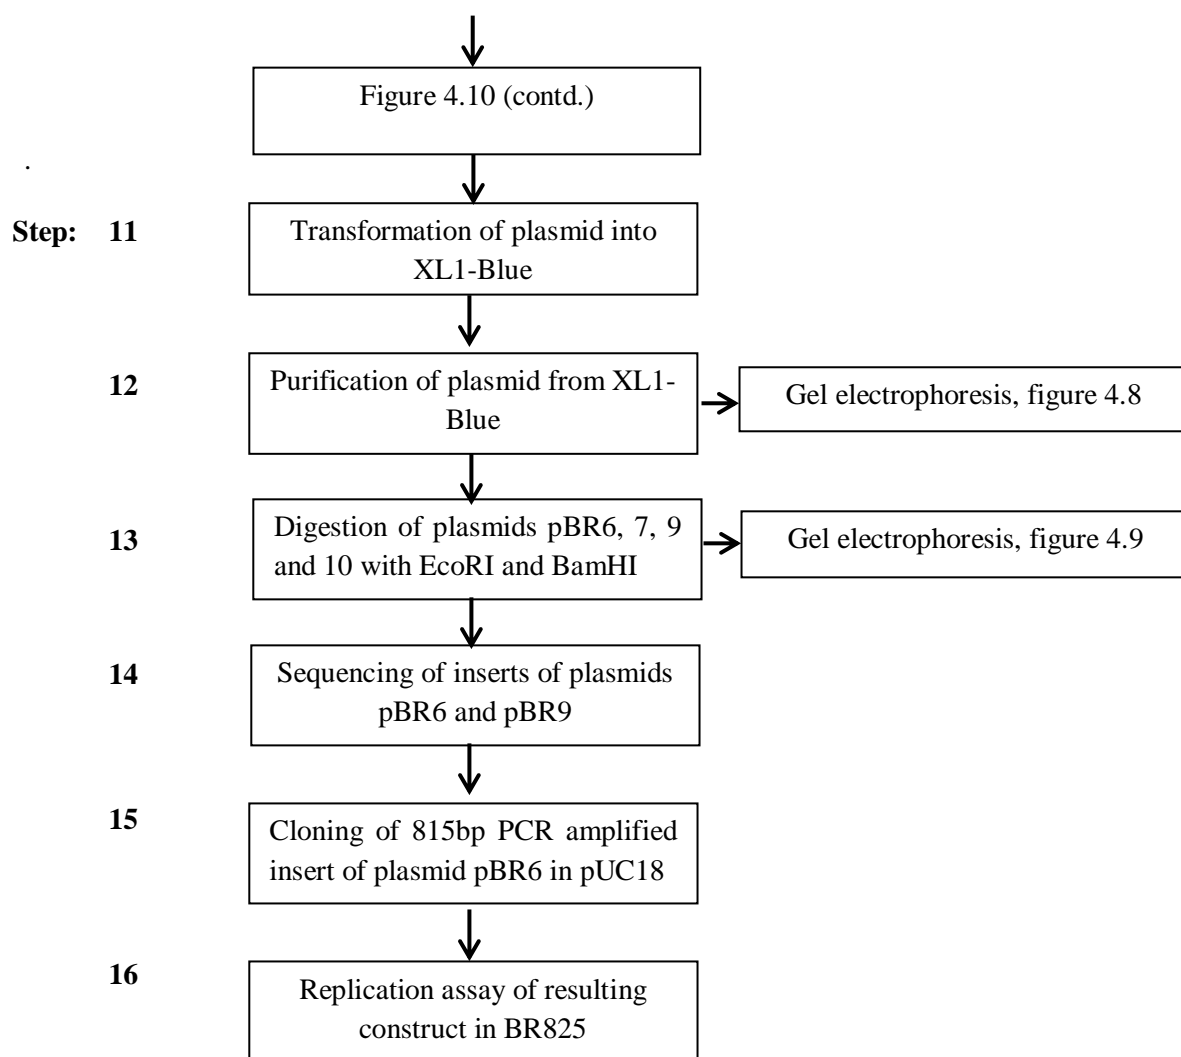 Figure 4.10 (contd.)
.
Step: 11
Transformation of plasmid into
XL1-Blue
12
Purification of plasmid from XL1-
Blue
Gel electrophoresis, figure 4.8
13
Digestion of plasmids pBR6, 7, 9
and 10 with EcoRI and BamHI
Gel electrophoresis, figure 4.9
14
Sequencing of inserts of plasmids
pBR6 and pBR9
15
Cloning of 815bp PCR amplified
insert of plasmid pBR6 in pUC18
16
Replication assay of resulting
construct in BR825